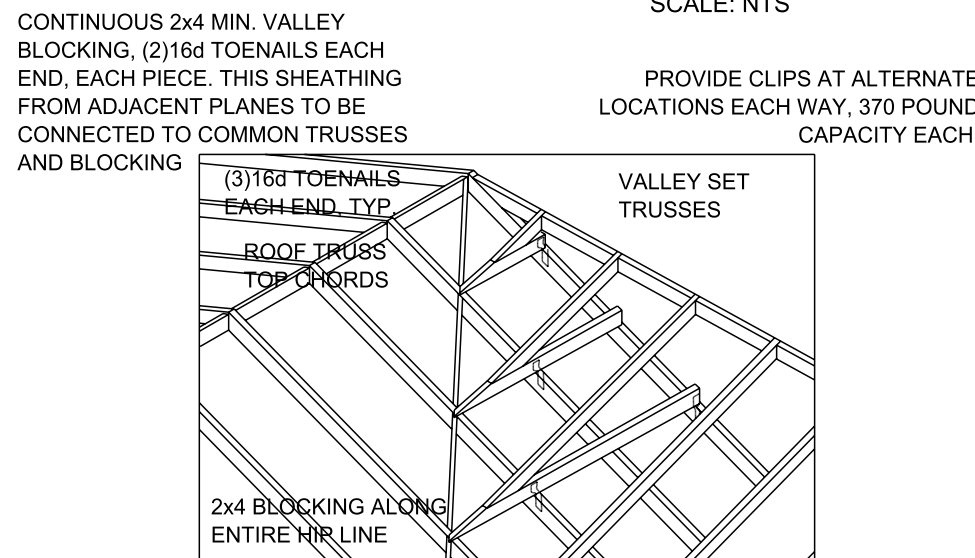 CONTINUOUS 2x4 MIN. VALLEY
BLOCKING, (2)16d TOENAILS EACH
END, EACH PIECE. THIS SHEATHING
FROM ADJACENT PLANES TO BE
CONNECTED TO COMMON TRUSSES
AND BLOCKING
SCALE: NTS
PROVIDE CLIPS AT ALTERNATE
LOCATIONS EACH WAY, 370 POUND
CAPACITY EACH
(3)16d TOENAILS
EACH END, TYP.
VALLEY SET
TRUSSES
ROOF TRUSS
TOP CHORDS
2x4 BLOCKING ALONG
ENTIRE HIP LINE